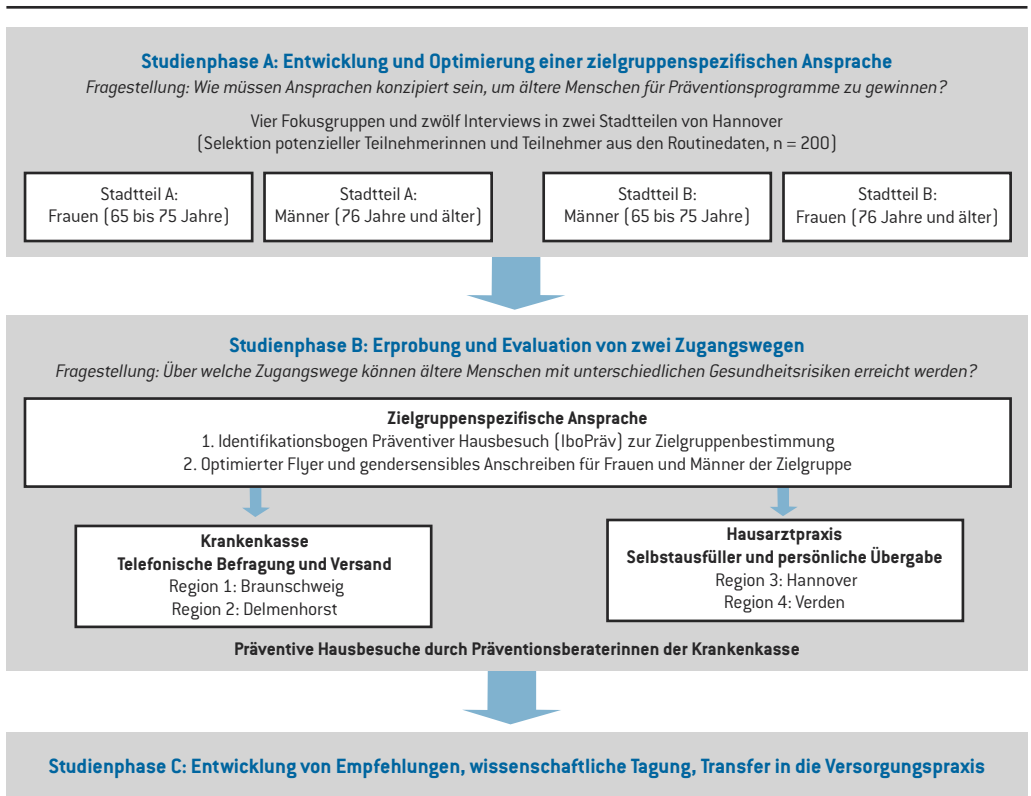 Studienphase A: Entwicklung und Optimierung einer zielgruppenspezifischen Ansprache
Fragestellung: Wie müssen Ansprachen konzipiert sein, um ältere Menschen für Präventionsprogramme zu gewinnen?
Vier Fokusgruppen und zwölf Interviews in zwei Stadtteilen von Hannover
(Selektion potenzieller Teilnehmerinnen und Teilnehmer aus den Routinedaten, n = 200)
Stadtteil A:
Frauen (65 bis 75 Jahre)
Stadtteil A:
Männer (76 Jahre und älter)
Stadtteil B:
Männer (65 bis 75 Jahre)
Stadtteil B:
Frauen (76 Jahre und älter)
Studienphase B: Erprobung und Evaluation von zwei Zugangswegen
Fragestellung: Über welche Zugangswege können ältere Menschen mit unterschiedlichen Gesundheitsrisiken erreicht werden?
Zielgruppenspezifische Ansprache
1. Identifikationsbogen Präventiver Hausbesuch (IboPräv) zur Zielgruppenbestimmung
2. Optimierter Flyer und gendersensibles Anschreiben für Frauen und Männer der Zielgruppe
Krankenkasse
Telefonische Befragung und Versand
Region 1: Braunschweig
Region 2: Delmenhorst
Hausarztpraxis
Selbstausfüller und persönliche Übergabe
Region 3: Hannover
Region 4: Verden
Präventive Hausbesuche durch Präventionsberaterinnen der Krankenkasse
Studienphase C: Entwicklung von Empfehlungen, wissenschaftliche Tagung, Transfer in die Versorgungspraxis